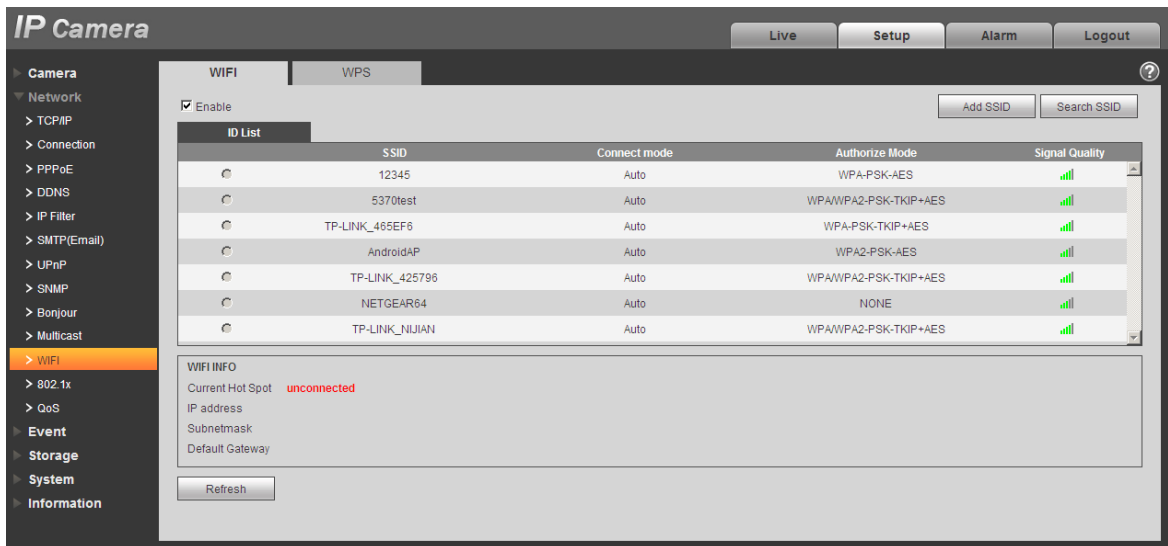 IP Camera
Live Setup Alarm Logout
Camera
Network
> TCP/IP
> Connection
> PPPoE
> DDNS
> IP Filter
> SMTP(Email)
> UPnP
> SNMP
> Bonjour
> Multicast
> WIFI
> 802.1x
> QoS
Event
Storage
System
Information
WIFI WPS
?
Enable Add SSID Search SSID
ID List
SSID Connect mode Authorize Mode Signal Quality
12345 Auto WPA-PSK-AES
5370test Auto WPA/WPA2-PSK-TKIP+AES
TP-LINK_465EF6 Auto WPA-PSK-TKIP+AES
AndroidAP Auto WPA2-PSK-AES
TP-LINK_425796 Auto WPA/WPA2-PSK-TKIP+AES
NETGEAR64 Auto NONE
TP-LINK_NIJIAN Auto WPA/WPA2-PSK-TKIP+AES
WIFI INFO
Current Hot Spot unconnected
IP address
Subnetmask
Default Gateway
Refresh